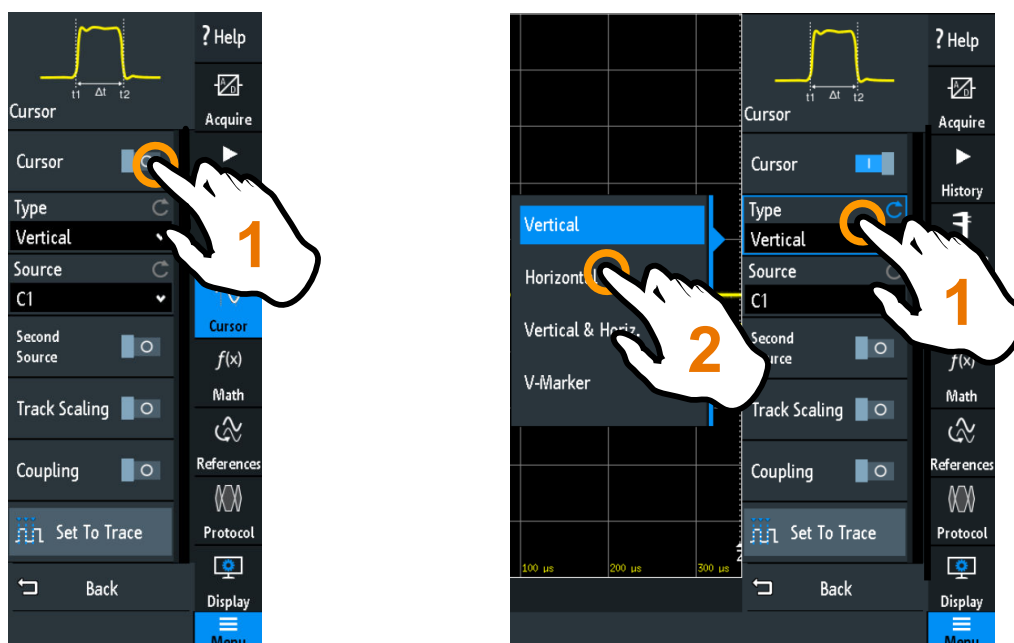 ? Help
t1 Δt t2
Cursor
Acquire
Cursor
Type
Vertical
1
Source
C1
Cursor
Second
Source
f(x)
Math
Track Scaling
References
Coupling
Set To Trace
Protocol
Back
Display
Menu
? Help
t1 Δt t2
Cursor
Acquire
Cursor
History
Type
Vertical
Vertical
Source
Horizontal
C1
1
Vertical & Horiz.
2
Second
f(x)
V-Marker
Math
Track Scaling
References
Coupling
Set To Trace
Protocol
100 µs
200 µs
300 µs
Back
Display
Menu